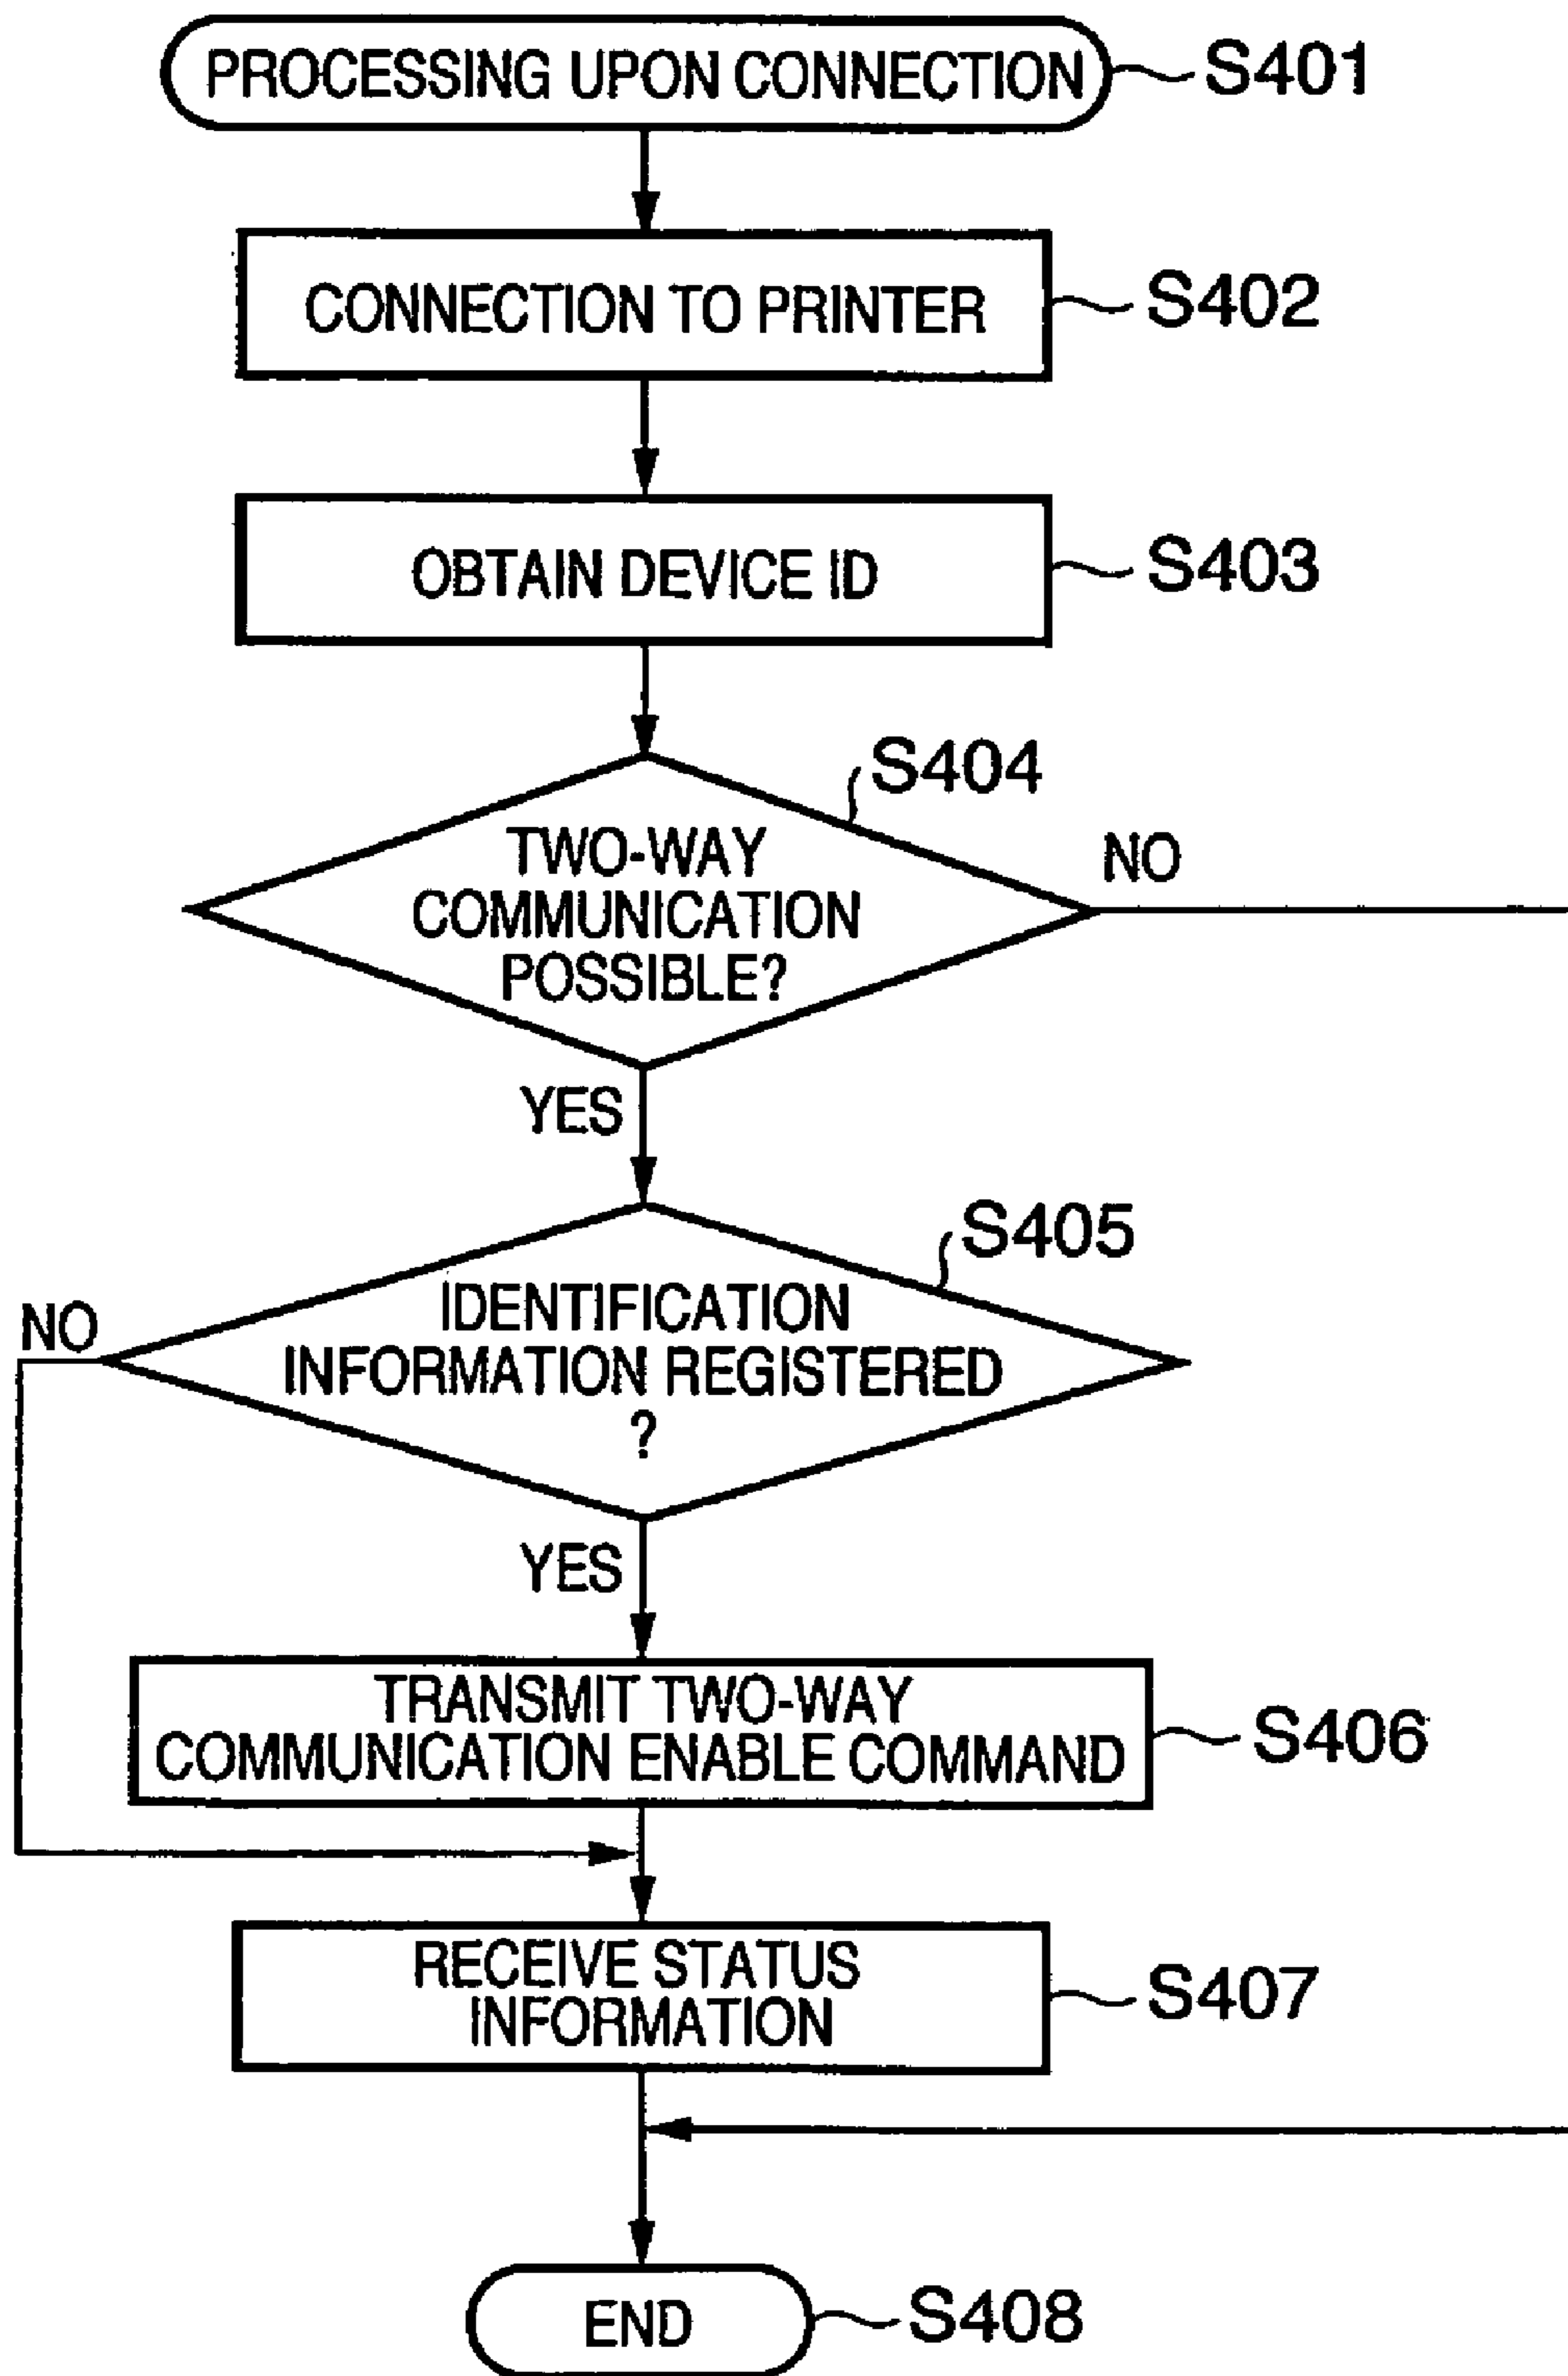 PROCESSING UPON CONNECTION
S401
CONNECTION TO PRINTER
S402
OBTAIN DEVICE ID
S403
S404
TWO-WAY
COMMUNICATION
POSSIBLE?
NO
YES
S405
IDENTIFICATION
INFORMATION REGISTERED
?
NO
YES
TRANSMIT TWO-WAY
COMMUNICATION ENABLE COMMAND
S406
RECEIVE STATUS
INFORMATION
S407
END
S408